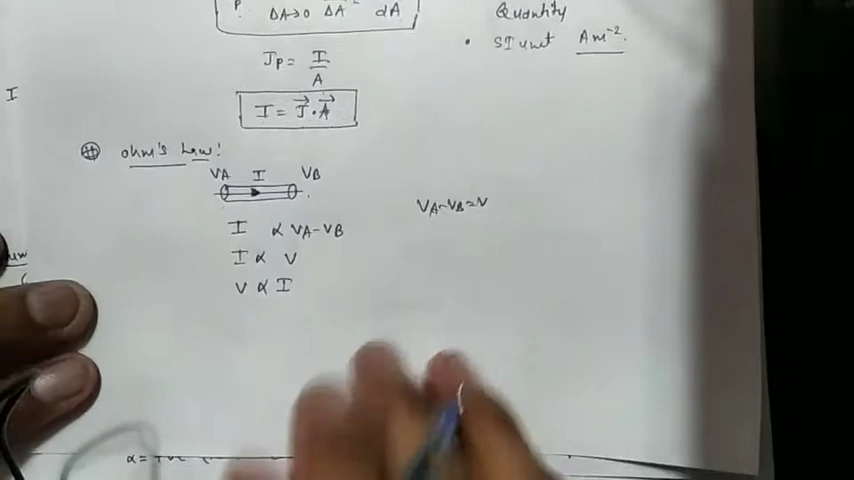 P. ΔA→0 ΔA dA
Quantity
• SI unit Am⁻²
Jp = I/A
I
I = J⃗·A⃗
ohm's Law!
VA I VB
I ∝ VA-VB
VA-VB=V
I ∝ V
V ∝ I
α =